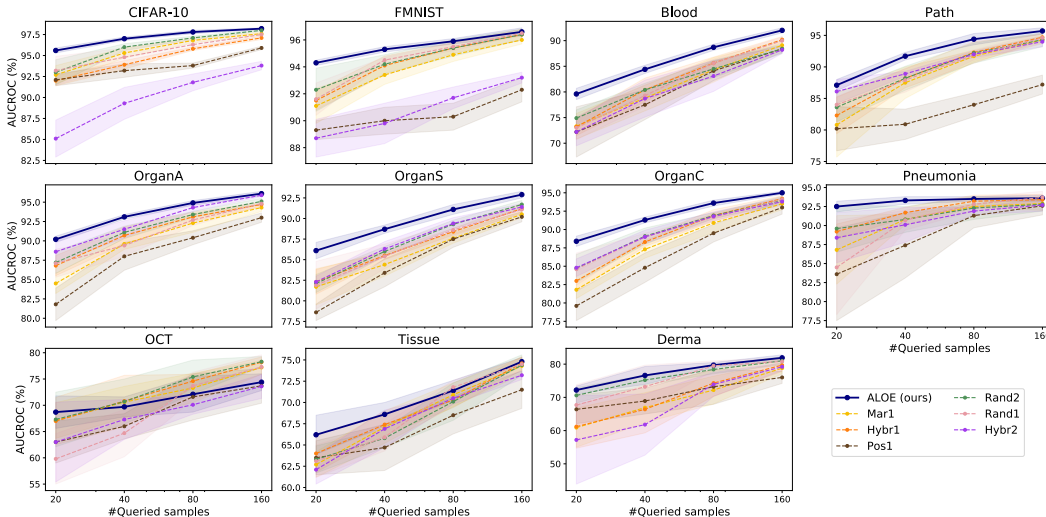 CIFAR-10
FMNIST
Blood
Path
AUCROC (%)
97.5
95.0
92.5
90.0
87.5
85.0
82.5
96
94
92
90
88
95
90
85
80
75
70
95
90
85
80
75
OrganA
OrganS
OrganC
Pneumonia
AUCROC (%)
95.0
92.5
90.0
87.5
85.0
82.5
80.0
92.5
90.0
87.5
85.0
82.5
80.0
77.5
95.0
92.5
90.0
87.5
85.0
82.5
80.0
77.5
95.0
92.5
90.0
87.5
85.0
82.5
80.0
77.5
20 40 80 160
#Queried samples
OCT
Tissue
Derma
AUCROC (%)
80
75
70
65
60
55
75.0
72.5
70.0
67.5
65.0
62.5
60.0
80
70
60
50
20 40 80 160
20 40 80 160
20 40 80 160
#Queried samples
#Queried samples
#Queried samples
ALOE (ours)
Mar1
Hybr1
Pos1
Rand2
Rand1
Hybr2